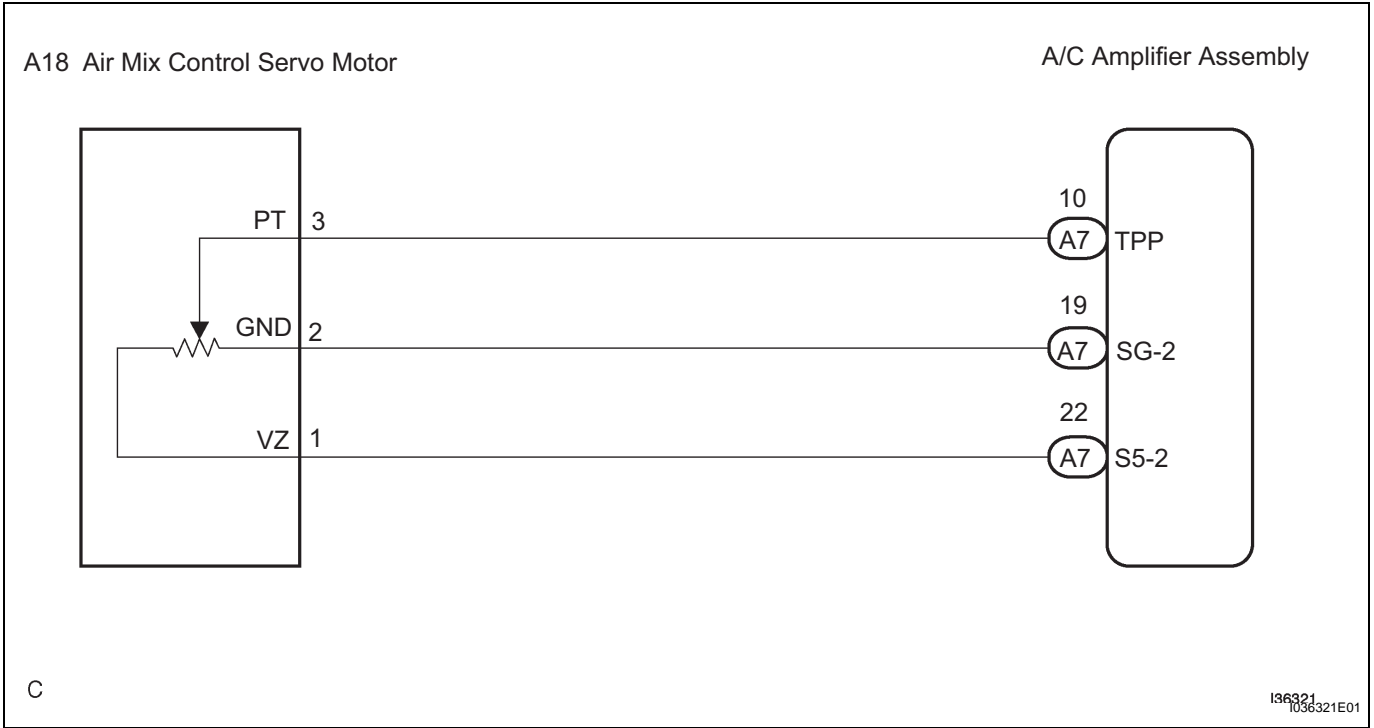 A18 Air Mix Control Servo Motor
A/C Amplifier Assembly
PT 3
10
A7 TPP
GND 2
19
A7 SG-2
VZ 1
22
A7 S5-2
C
I36321
I036321E01